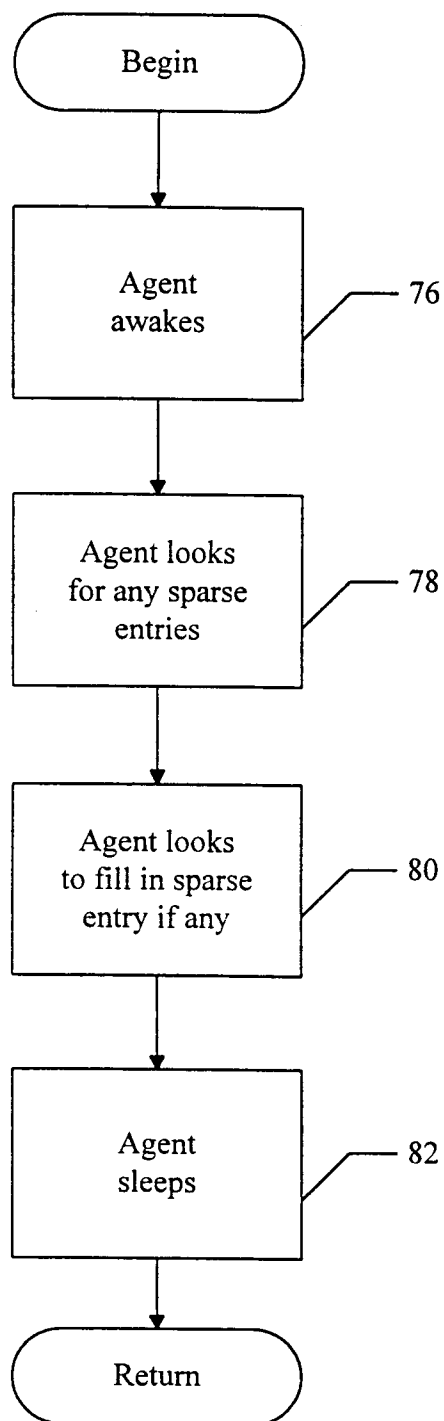 Begin
Agent
awakes
76
Agent looks
for any sparse
entries
78
Agent looks
to fill in sparse
entry if any
80
Agent
sleeps
82
Return